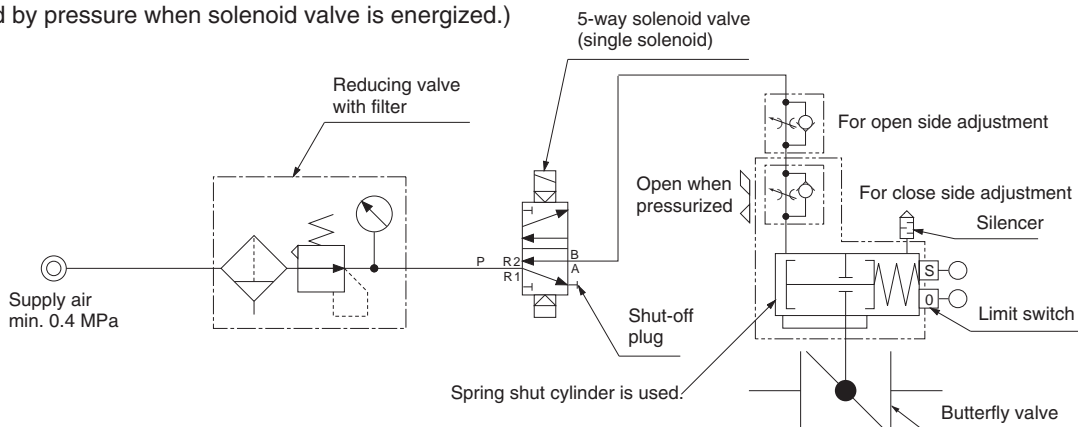 d by pressure when solenoid valve is energized.)
5-way solenoid valve
(single solenoid)
Reducing valve
with filter
For open side adjustment
Open when
pressurized
For close side adjustment
Silencer
P
R2
B
R1
A
S
0
Supply air
min. 0.4 MPa
Shut-off
plug
Limit switch
Spring shut cylinder is used.
Butterfly valve